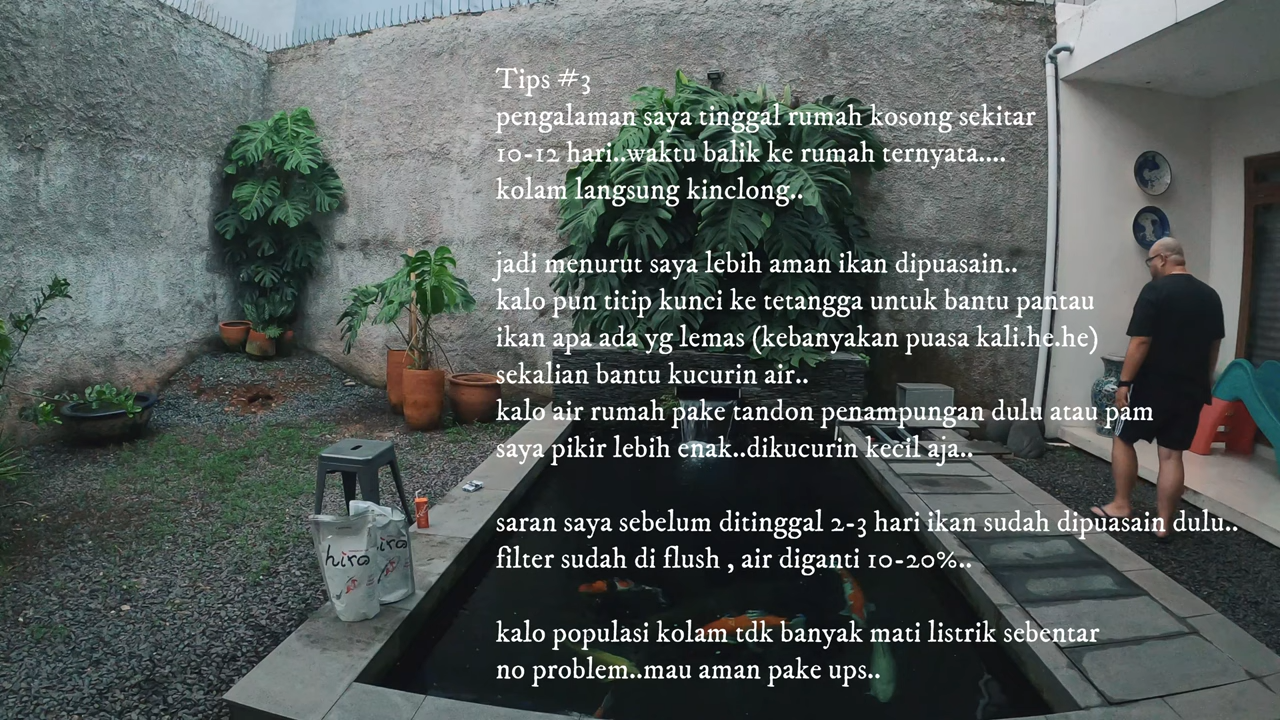 Tips #3
pengalaman saya tinggal rumah kosong sekitar
10-12 hari..waktu balik ke rumah ternyata....
kolam langsung kinclong..
jadi menurut saya lebih aman ikan dipuasain..
kalo pun titip kunci ke tetangga untuk bantu pantau
ikan apa ada yg lemas (kebanyakan puasa kali.he.he)
sekalian bantu kucurin air..
kalo air rumah pake tandon penampungan dulu atau pam
saya pikir lebih enak..dikucurin kecil aja..
saran saya sebelum ditinggal 2-3 hari ikan sudah dipuasain dulu..
filter sudah di flush , air diganti 10-20%..
kalo populasi kolam tdk banyak mati listrik sebentar
no problem..mau aman pake ups..
hiro
hiro